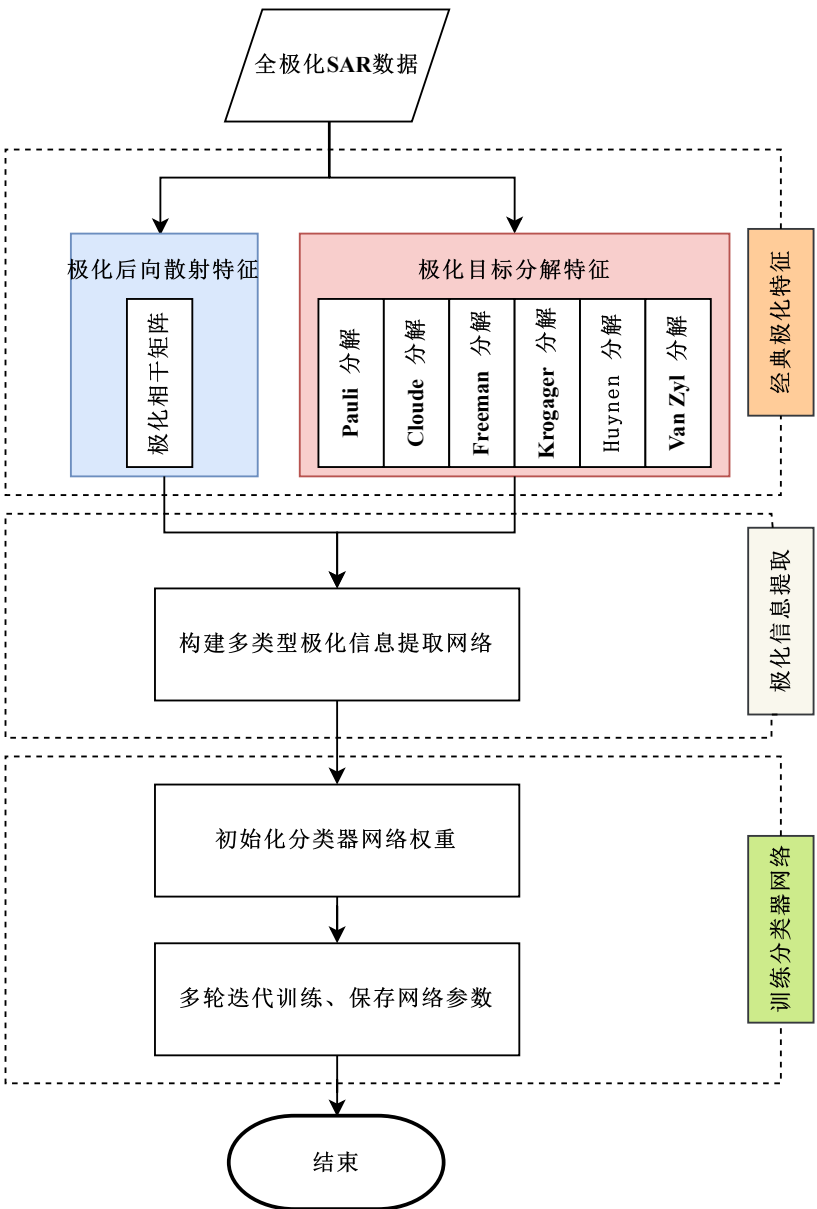 全极化SAR数据
极化后向散射特征
极化相干矩阵
极化目标分解特征
Pauli 分解
Cloude 分解
Freeman 分解
Krogager 分解
Huynen 分解
Van Zyl 分解
经典极化特征
构建多类型极化信息提取网络
极化信息提取
初始化分类器网络权重
多轮迭代训练、保存网络参数
训练分类器网络
结束